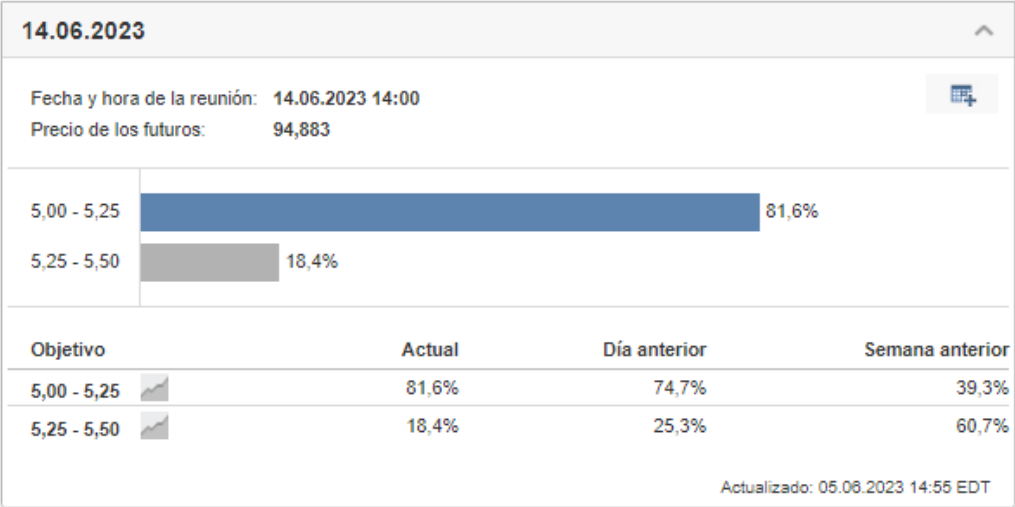 14.06.2023
Fecha y hora de la reunión: 14.06.2023 14:00
Precio de los futuros: 94,883
5,00 - 5,25 81,6%
5,25 - 5,50 18,4%
Objetivo Actual Día anterior Semana anterior
5,00 - 5,25 81,6% 74,7% 39,3%
5,25 - 5,50 18,4% 25,3% 60,7%
Actualizado: 05.06.2023 14:55 EDT